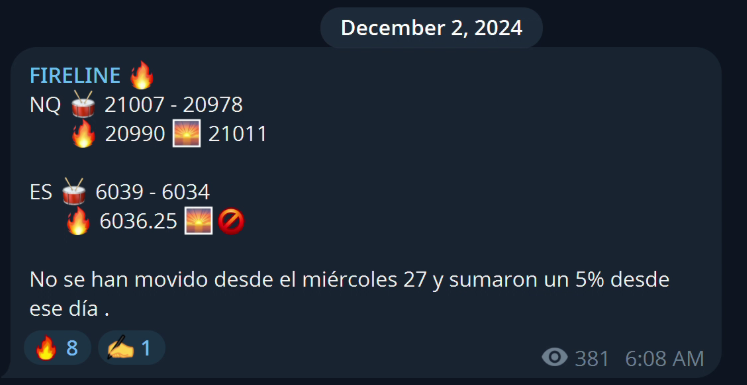 December 2, 2024
FIRELINE 🔥
NQ 🥁 21007 - 20978
🔥 20990 🌅 21011
ES 🥁 6039 - 6034
🔥 6036.25 🌅🚫
No se han movido desde el miércoles 27 y sumaron un 5% desde
ese día .
🔥 8 ✍️ 1
381 6:08 AM